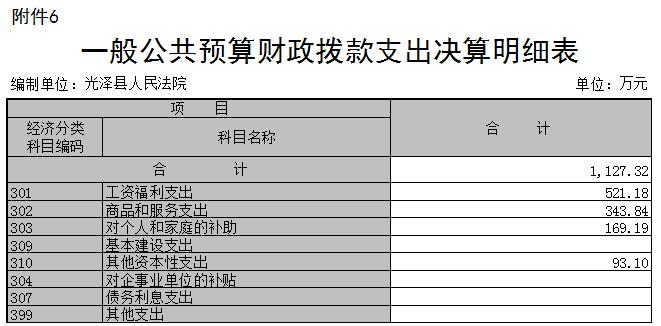 附件6
一般公共预算财政拨款支出决算明细表
编制单位：光泽县人民法院 单位：万元
项 目 合 计
经济分类科目编码 科目名称
合 计 1,127.32
301 工资福利支出 521.18
302 商品和服务支出 343.84
303 对个人和家庭的补助 169.19
309 基本建设支出
310 其他资本性支出 93.10
304 对企事业单位的补贴
307 债务利息支出
399 其他支出